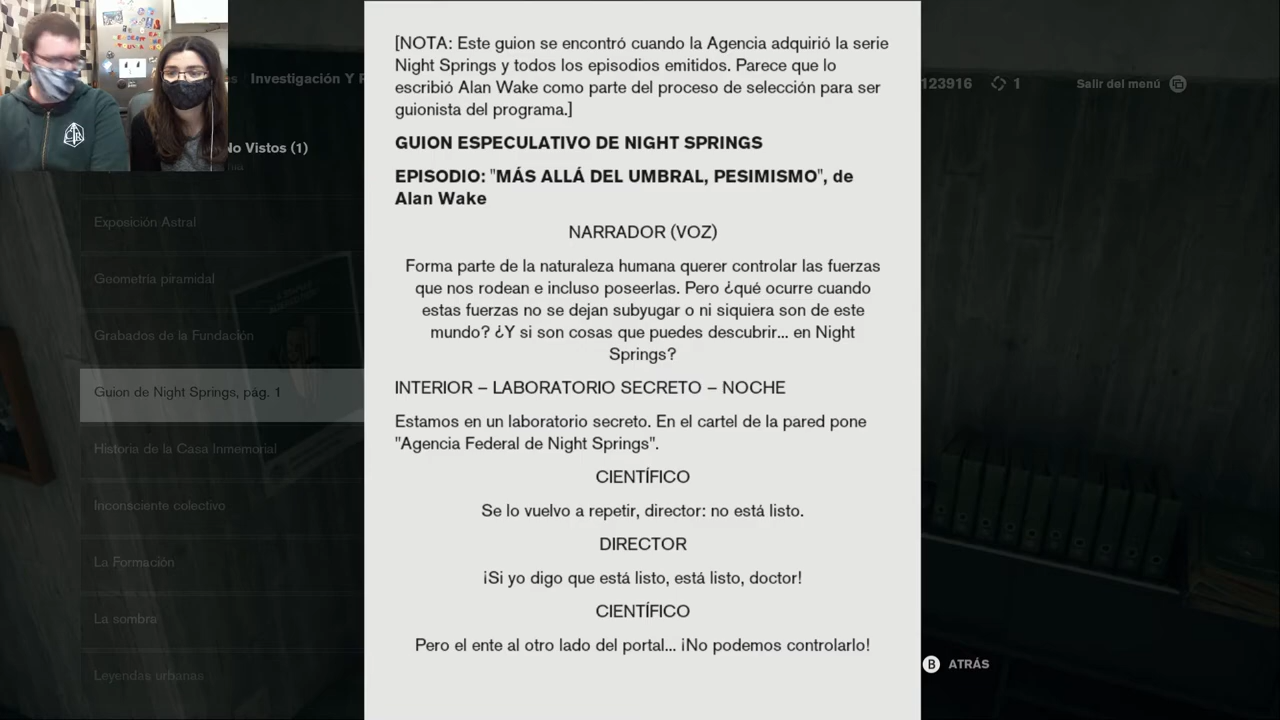 Investigación Y
123916
1
Salir del menú
No Vistos (1)
Exposición Astral
Geometría piramidal
Grabados de la Fundación
Guion de Night Springs, pág. 1
Historia de la Casa Inmemorial
Inconsciente colectivo
La Formación
La sombra
Leyendas urbanas
[NOTA: Este guion se encontró cuando la Agencia adquirió la serie
Night Springs y todos los episodios emitidos. Parece que lo
escribió Alan Wake como parte del proceso de selección para ser
guionista del programa.]
GUION ESPECULATIVO DE NIGHT SPRINGS
EPISODIO: "MÁS ALLÁ DEL UMBRAL, PESIMISMO", de
Alan Wake
NARRADOR (VOZ)
Forma parte de la naturaleza humana querer controlar las fuerzas
que nos rodean e incluso poseerlas. Pero ¿qué ocurre cuando
estas fuerzas no se dejan subyugar o ni siquiera son de este
mundo? ¿Y si son cosas que puedes descubrir... en Night
Springs?
INTERIOR – LABORATORIO SECRETO – NOCHE
Estamos en un laboratorio secreto. En el cartel de la pared pone
"Agencia Federal de Night Springs".
CIENTÍFICO
Se lo vuelvo a repetir, director: no está listo.
DIRECTOR
¡Si yo digo que está listo, está listo, doctor!
CIENTÍFICO
Pero el ente al otro lado del portal... ¡No podemos controlarlo!
B ATRÁS